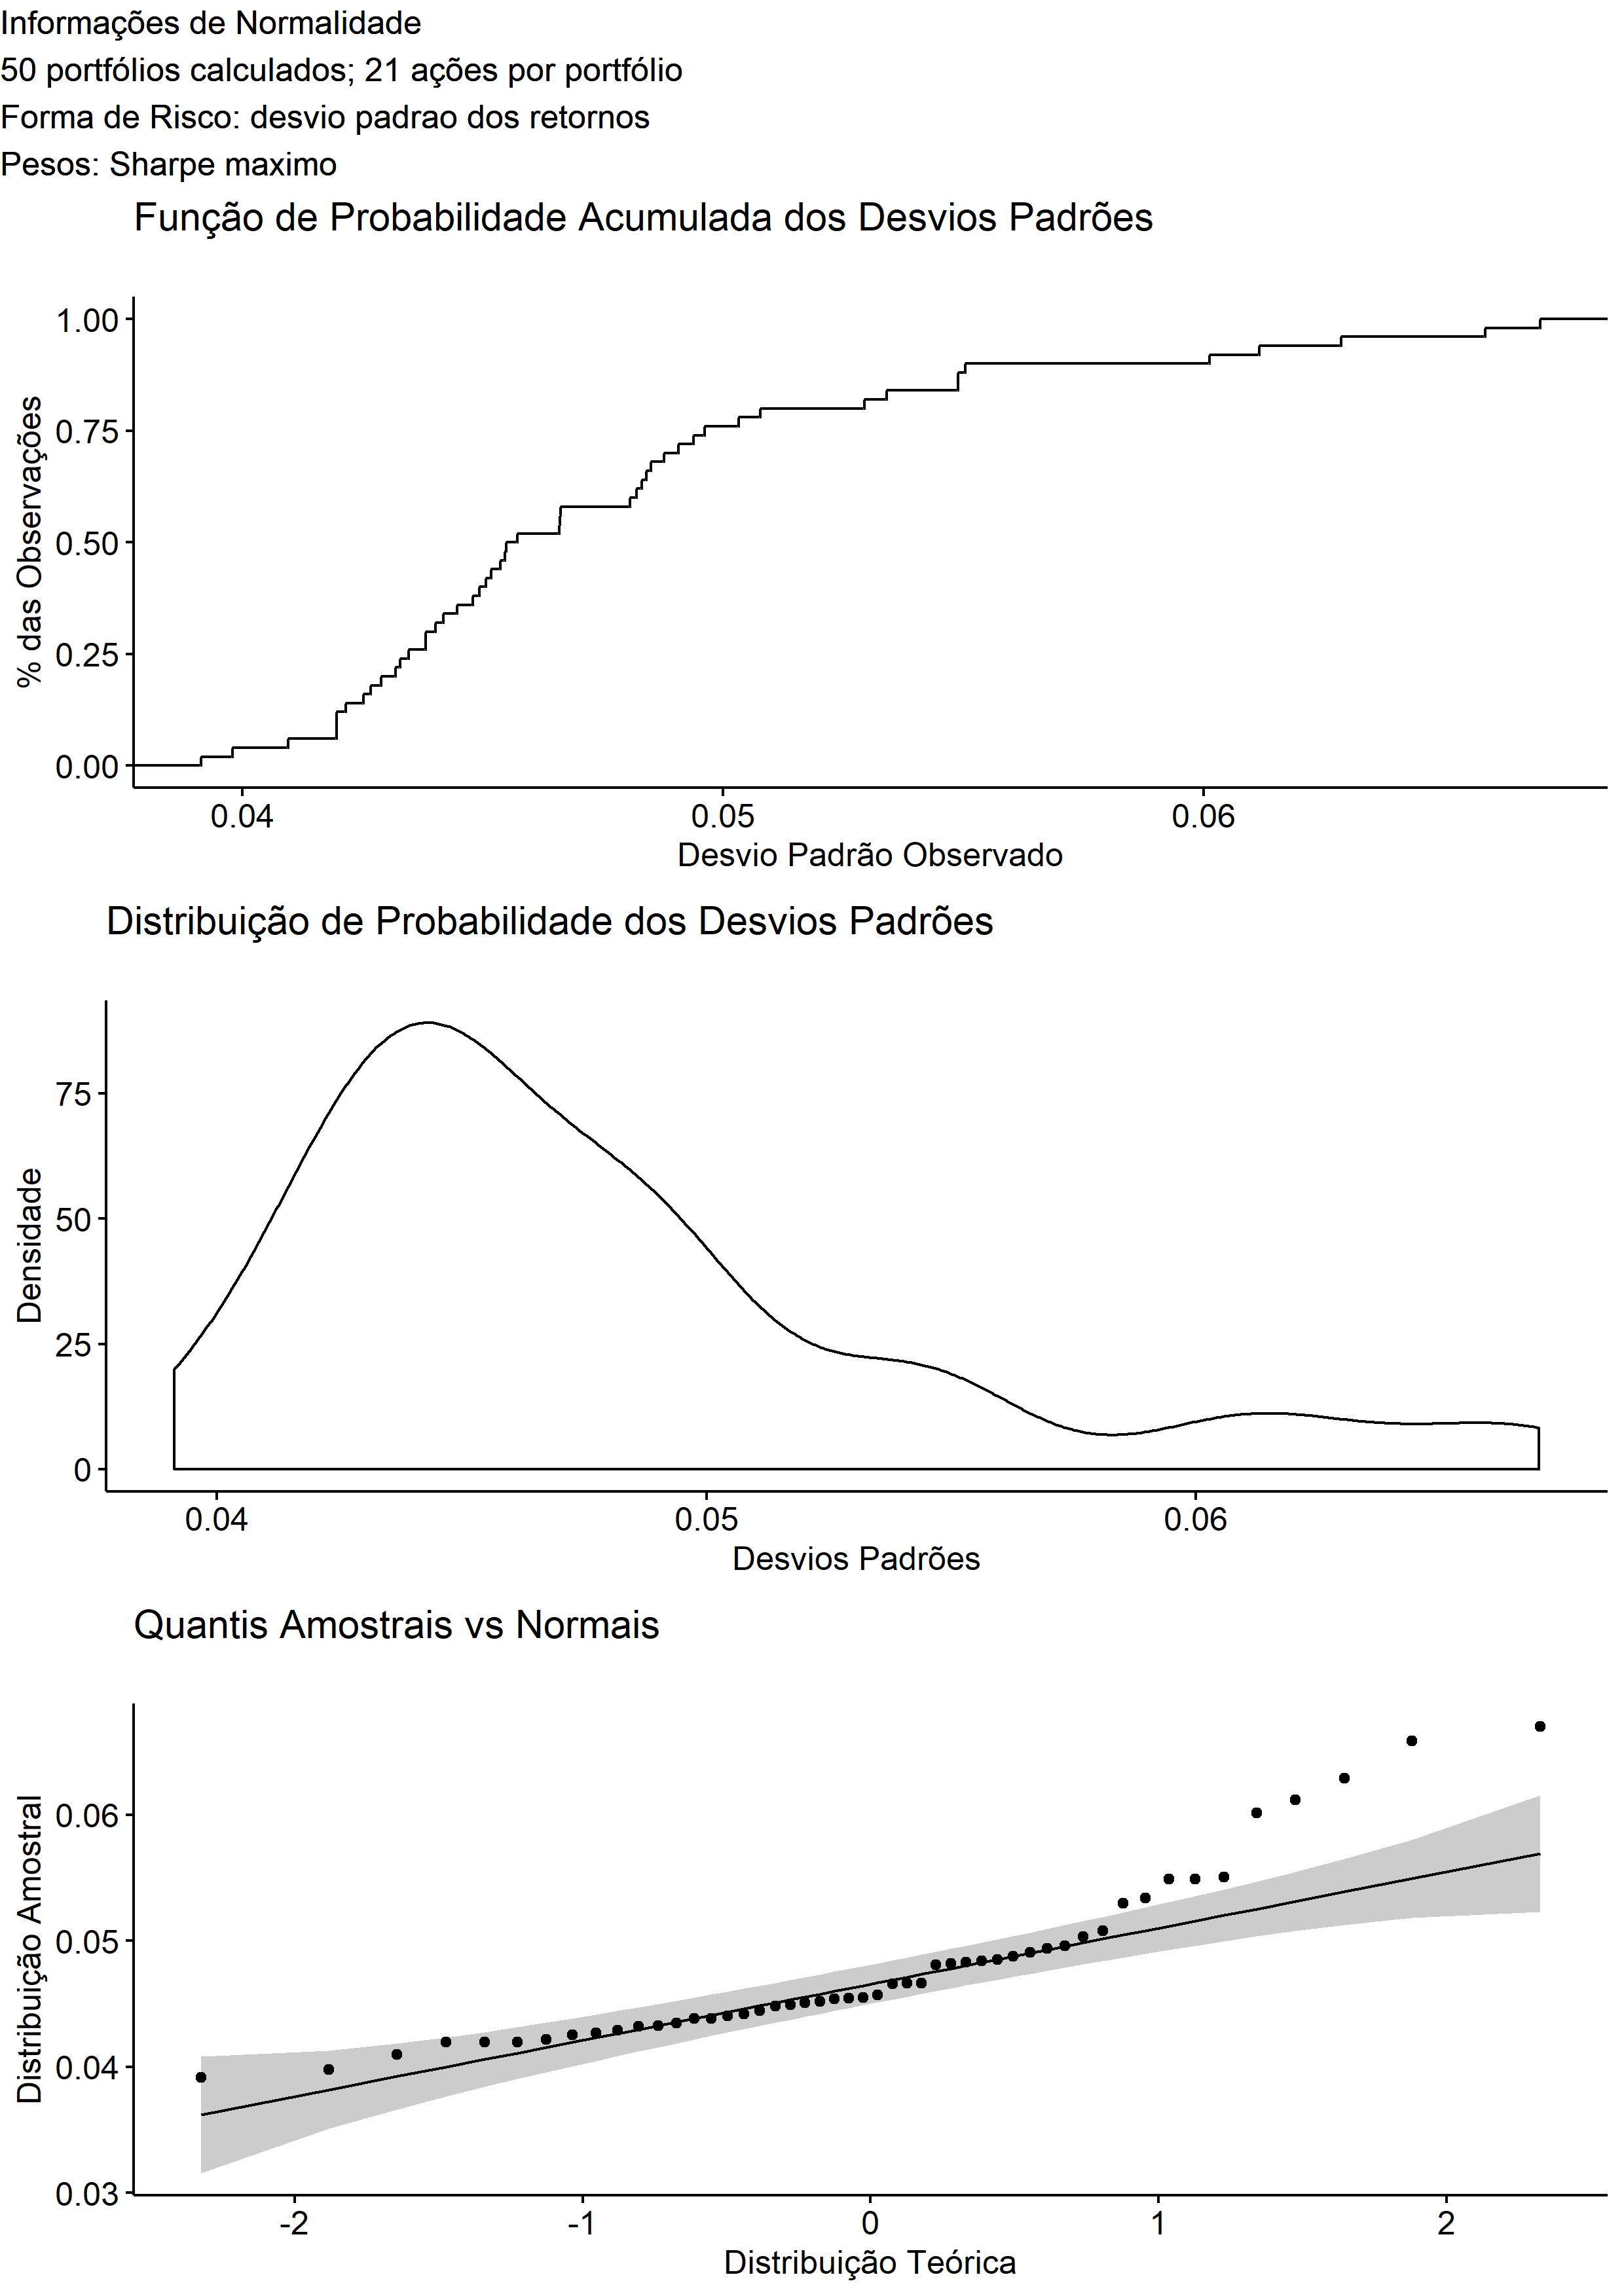 Informações de Normalidade
50 portfólios calculados; 21 ações por portfólio
Forma de Risco: desvio padrao dos retornos
Pesos: Sharpe maximo
Função de Probabilidade Acumulada dos Desvios Padrões
% das Observações
1.00
0.75
0.50
0.25
0.00
0.04 0.05 0.06
Desvio Padrão Observado
Distribuição de Probabilidade dos Desvios Padrões
Densidade
75
50
25
0
0.04 0.05 0.06
Desvios Padrões
Quantis Amostrais vs Normais
Distribuição Amostral
0.06
0.05
0.04
0.03
-2 -1 0 1 2
Distribuição Teórica